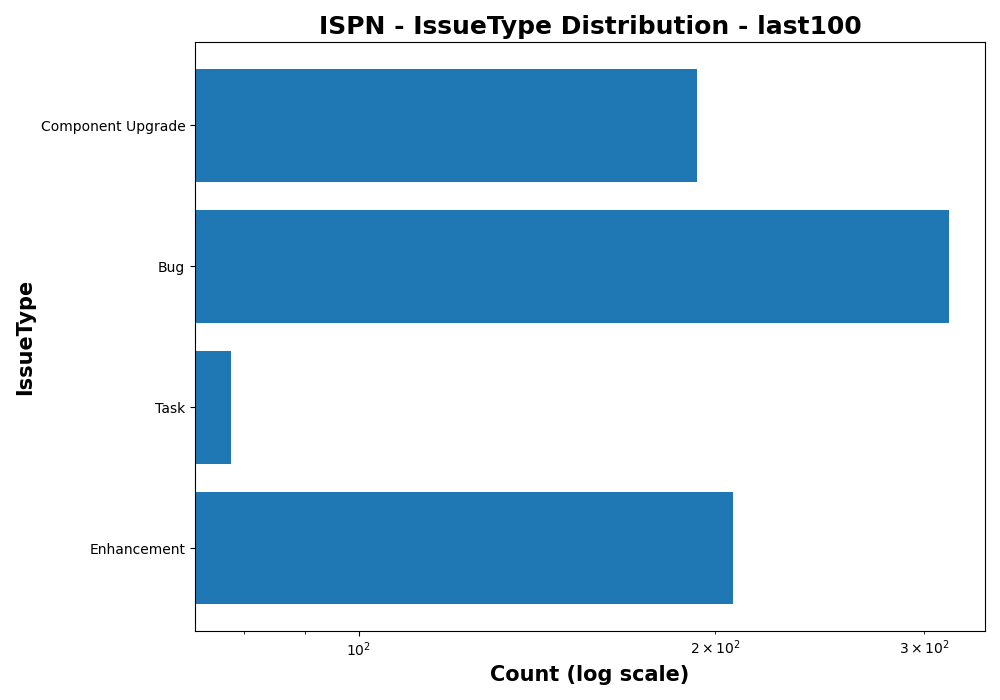 ISPN - IssueType Distribution - last100
Component Upgrade
Bug
Task
Enhancement
IssueType
10²
2 × 10²
3 × 10²
Count (log scale)